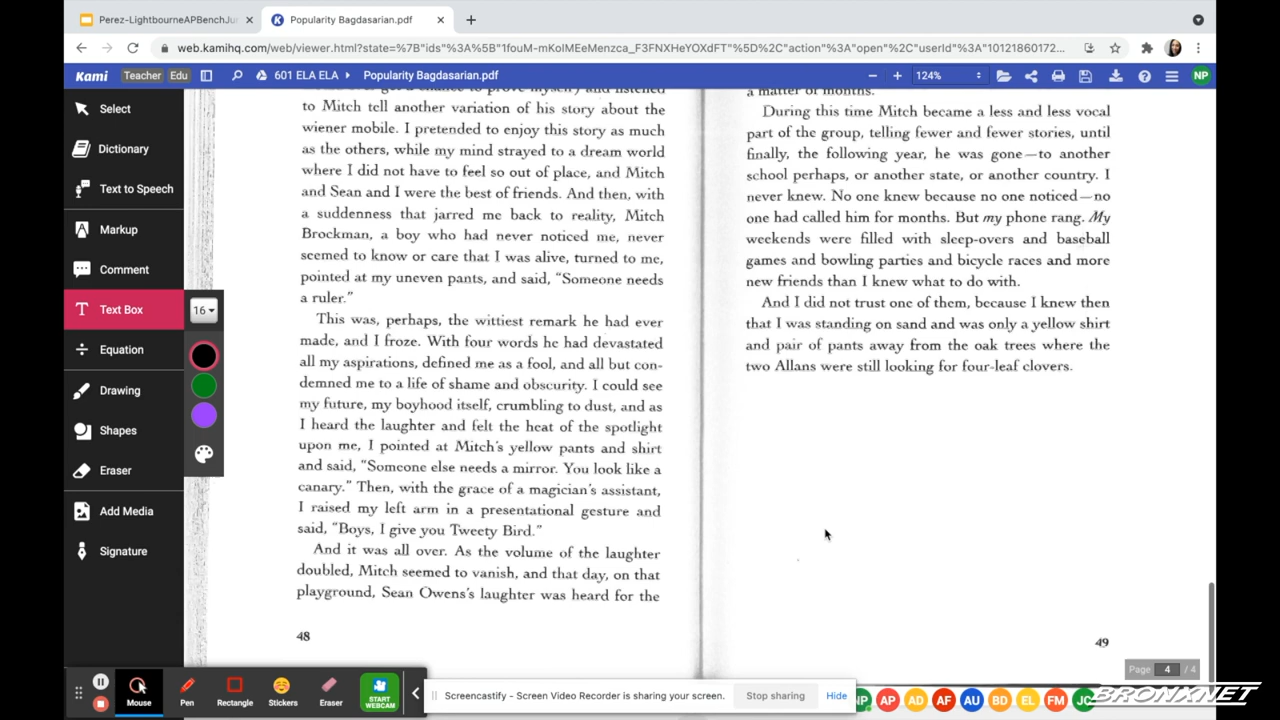 Perez-LightbourneAPBenchJu
Popularity Bagdasarian.pdf
web.kamihq.com/web/viewer.html?state=%7B"ids"%3A%5B"1fouM-mKolMEeMenzca_F3FNXHeYOXdFT"%5D%2C"action"%3A"open"%2C"userId"%3A"10121860172...
Kami
Teacher
Edu
601 ELA ELA
Popularity Bagdasarian.pdf
124%
NP
Select
Dictionary
Text to Speech
Markup
Comment
Text Box
Equation
Drawing
Shapes
Eraser
Add Media
Signature
16
to Mitch tell another variation of his story about the
wiener mobile. I pretended to enjoy this story as much
as the others, while my mind strayed to a dream world
where I did not have to feel so out of place, and Mitch
and Sean and I were the best of friends. And then, with
a suddenness that jarred me back to reality, Mitch
Brockman, a boy who had never noticed me, never
seemed to know or care that I was alive, turned to me,
pointed at my uneven pants, and said, "Someone needs
a ruler."
This was, perhaps, the wittiest remark he had ever
made, and I froze. With four words he had devastated
all my aspirations, defined me as a fool, and all but con-
demned me to a life of shame and obscurity. I could see
my future, my boyhood itself, crumbling to dust, and as
I heard the laughter and felt the heat of the spotlight
upon me, I pointed at Mitch's yellow pants and shirt
and said, "Someone else needs a mirror. You look like a
canary." Then, with the grace of a magician's assistant,
I raised my left arm in a presentational gesture and
said, "Boys, I give you Tweety Bird."
And it was all over. As the volume of the laughter
doubled, Mitch seemed to vanish, and that day, on that
playground, Sean Owens's laughter was heard for the
48
a matter of months.
During this time Mitch became a less and less vocal
part of the group, telling fewer and fewer stories, until
finally, the following year, he was gone—to another
school perhaps, or another state, or another country. I
never knew. No one knew because no one noticed—no
one had called him for months. But my phone rang. My
weekends were filled with sleep-overs and baseball
games and bowling parties and bicycle races and more
new friends than I knew what to do with.
And I did not trust one of them, because I knew then
that I was standing on sand and was only a yellow shirt
and pair of pants away from the oak trees where the
two Allans were still looking for four-leaf clovers.
49
Page 4 / 4
Mouse
Pen
Rectangle
Stickers
Eraser
START
WEBCAM
Screencastify - Screen Video Recorder is sharing your screen.
Stop sharing
Hide
NP AP AD AF AU BD EL FM JC
BRONXNET